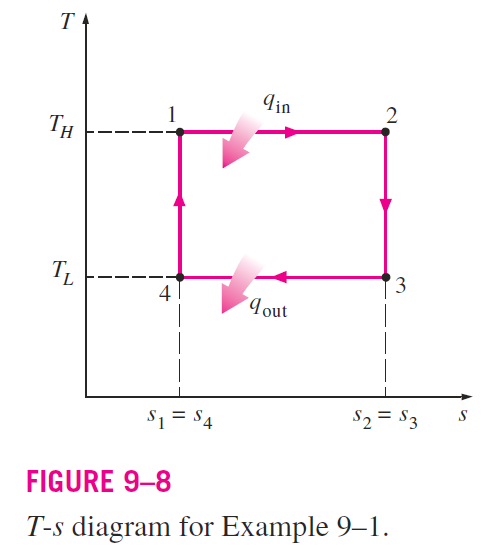 T
1
q_in
2
T_H
T_L
4
3
q_out
s_1 = s_4
s_2 = s_3
s
FIGURE 9–8
T-s diagram for Example 9–1.